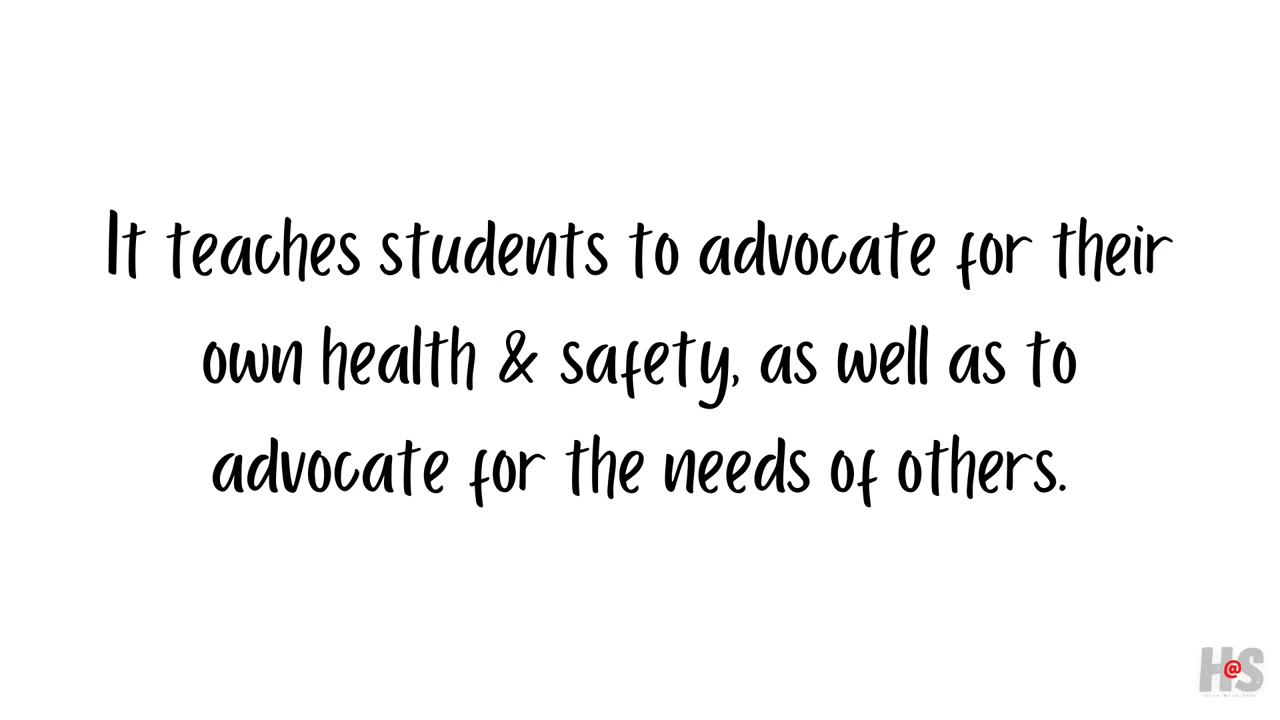 It teaches students to advocate for their
own health & safety, as well as to
advocate for the needs of others.
H@S